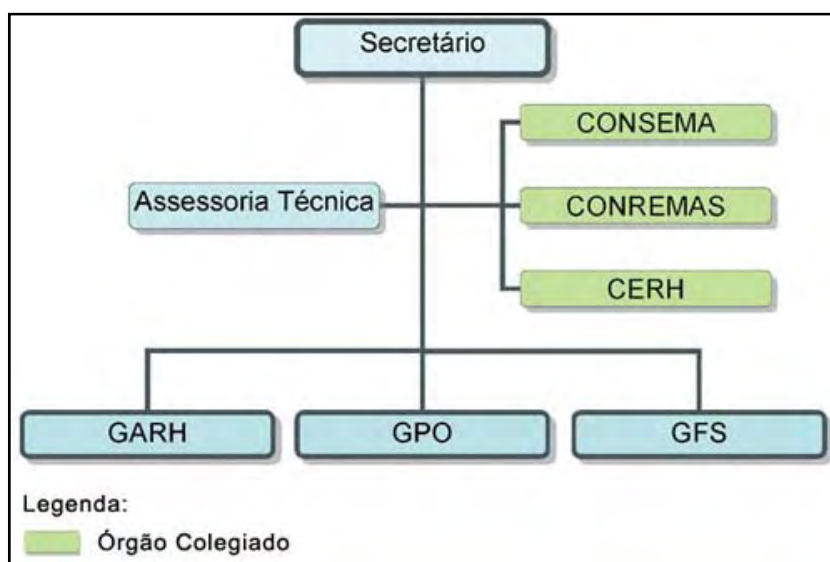 Secretário
CONSEMA
Assessoria Técnica
CONREMAS
CERH
GARH
GPO
GFS
Legenda:
Órgão Colegiado